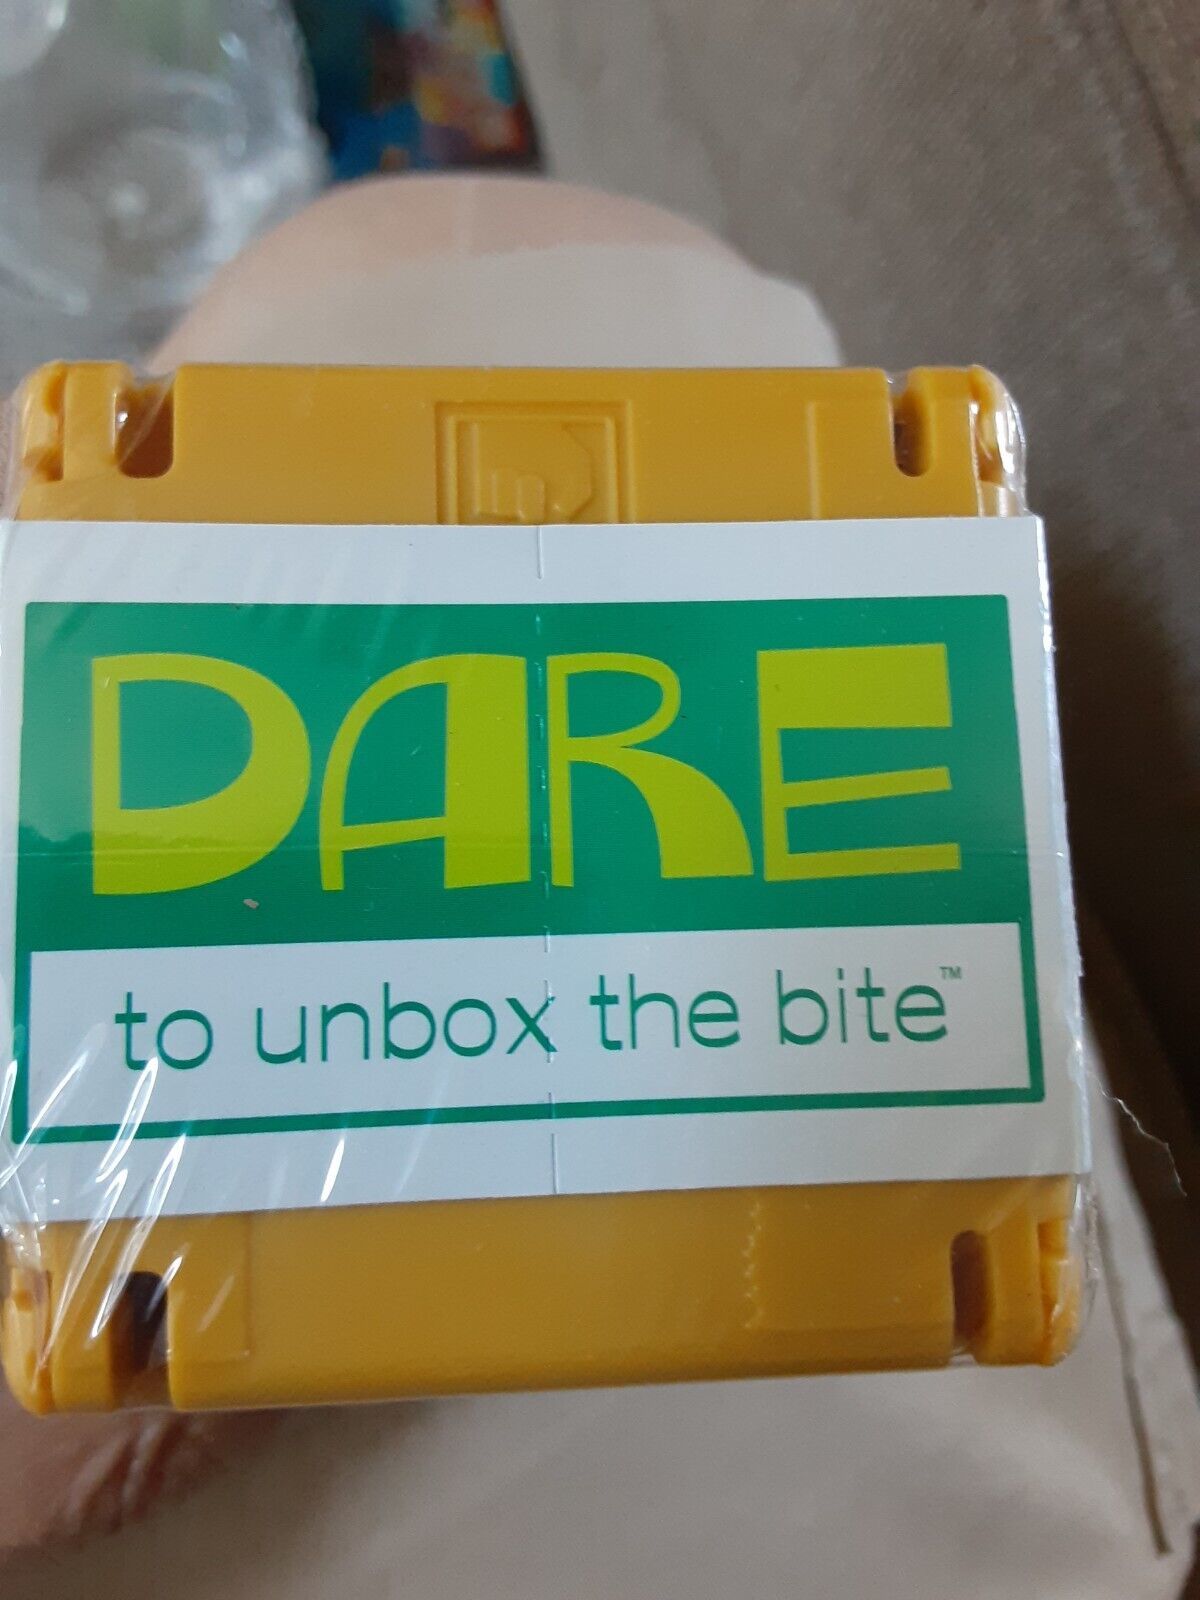 DARE
to unbox the bite™